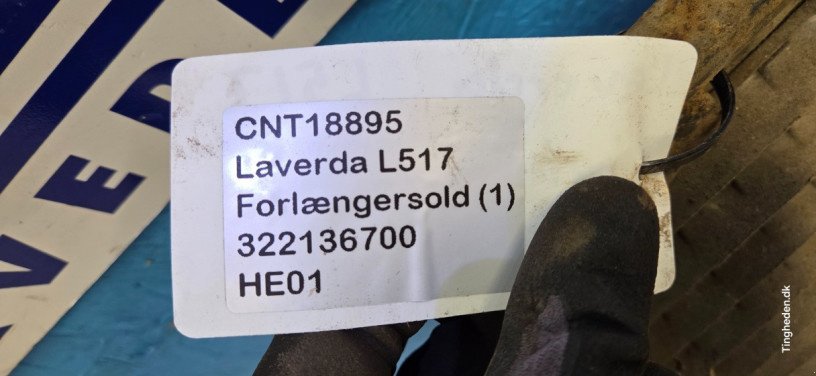 CNT18895
Laverda L517
Forlængersold (1)
322136700
HE01
Tingheden.dk